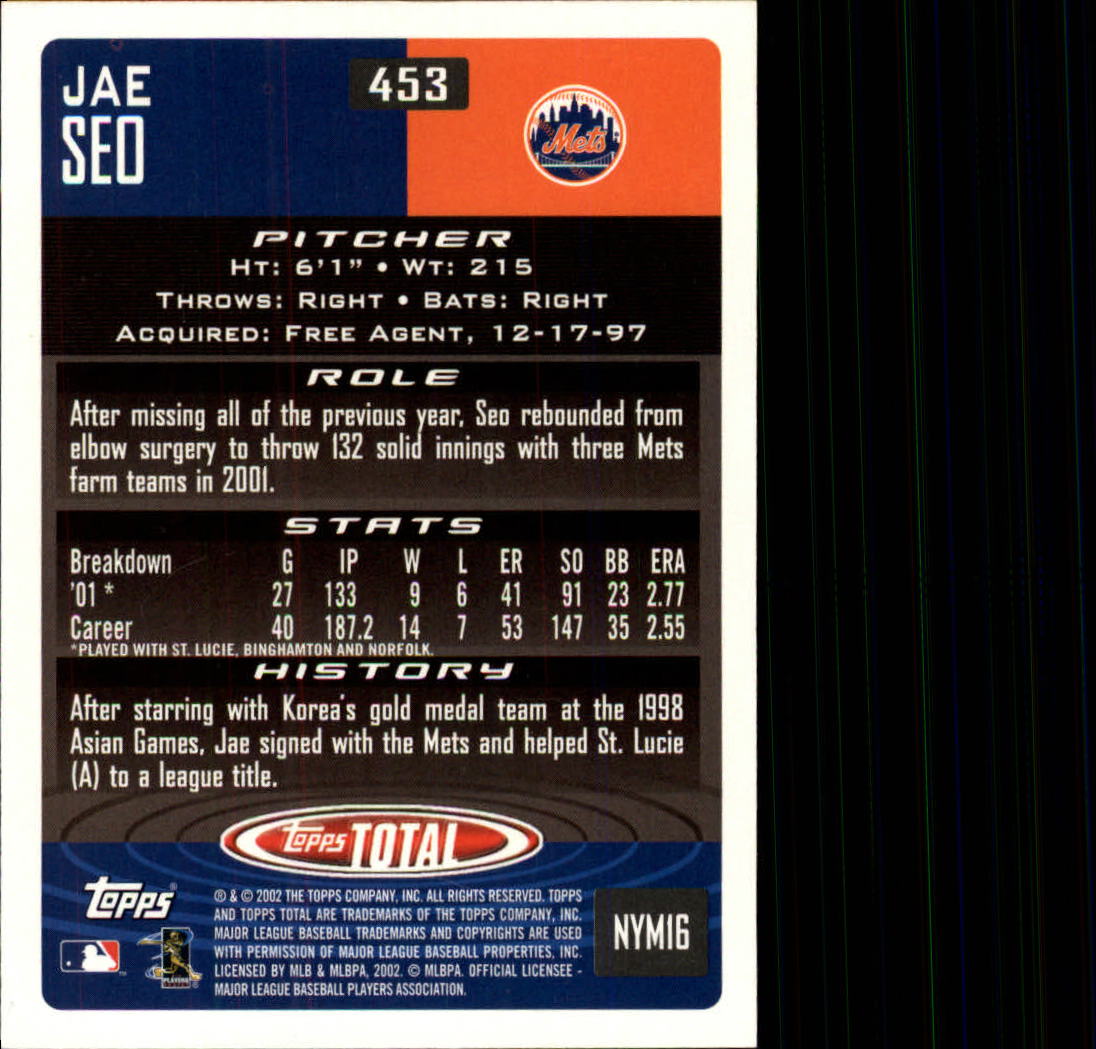 JAE
SEO
453
Mets
PITCHER
HT: 6'1" • WT: 215
THROWS: RIGHT • BATS: RIGHT
ACQUIRED: FREE AGENT, 12-17-97
ROLE
After missing all of the previous year, Seo rebounded from
elbow surgery to throw 132 solid innings with three Mets
farm teams in 2001.
STATS
Breakdown G IP W L ER SO BB ERA
'01 * 27 133 9 6 41 91 23 2.77
Career 40 187.2 14 7 53 147 35 2.55
*PLAYED WITH ST. LUCIE, BINGHAMTON AND NORFOLK.
HISTORY
After starring with Korea's gold medal team at the 1998
Asian Games, Jae signed with the Mets and helped St. Lucie
(A) to a league title.
Topps TOTAL
Topps®
® & © 2002 THE TOPPS COMPANY, INC. ALL RIGHTS RESERVED. TOPPS
AND TOPPS TOTAL ARE TRADEMARKS OF THE TOPPS COMPANY, INC.
MAJOR LEAGUE BASEBALL TRADEMARKS AND COPYRIGHTS ARE USED
WITH PERMISSION OF MAJOR LEAGUE BASEBALL PROPERTIES, INC.
LICENSED BY MLB & MLBPA, 2002. © MLBPA. OFFICIAL LICENSEE -
MAJOR LEAGUE BASEBALL PLAYERS ASSOCIATION.
NYM16
PLAYERS